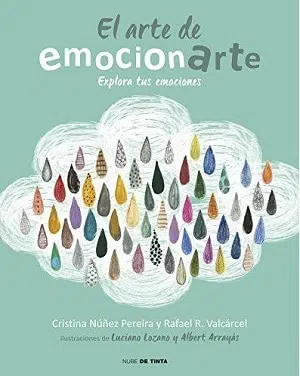 El arte de
emocionarte
Explora tus emociones
Cristina Núñez Pereira y Rafael R. Valcárcel
Ilustraciones de Luciano Lozano y Albert Arrayás
NUBE DE TINTA